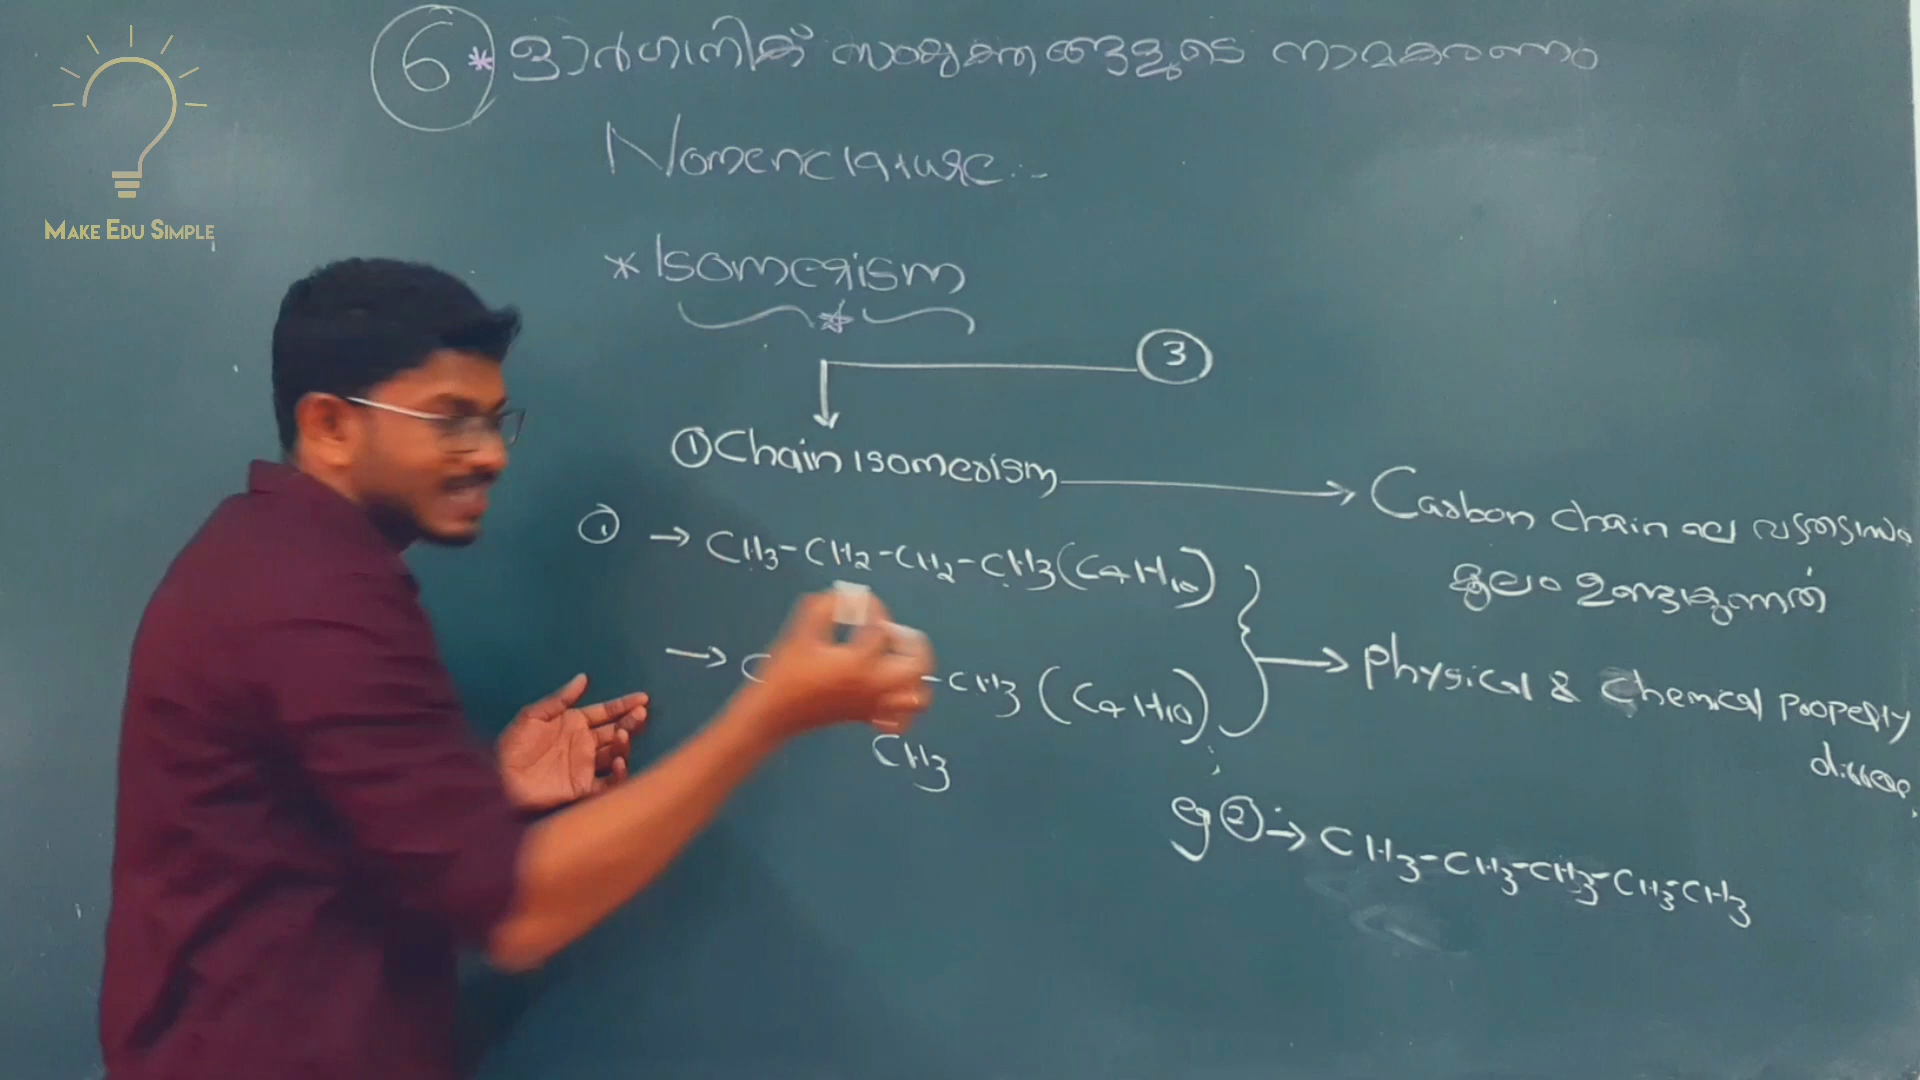 6 * ഓർഗാനിക് സംയുക്തങ്ങളുടെ നാമകരണം
Nomenclature:-
MAKE EDU SIMPLE
* Isomerism
3
① Chain isomerism → Carbon chain ലെ
മൂലം ഉണ്ടാകുന്നത്
① → CH3-CH2-CH2-CH3 (C4H10)
→ Physical & Chemical Property
differ.
→ C -CH3 (C4H10)
CH3
eg ② → CH3-CH3-CH3-CH3-CH3